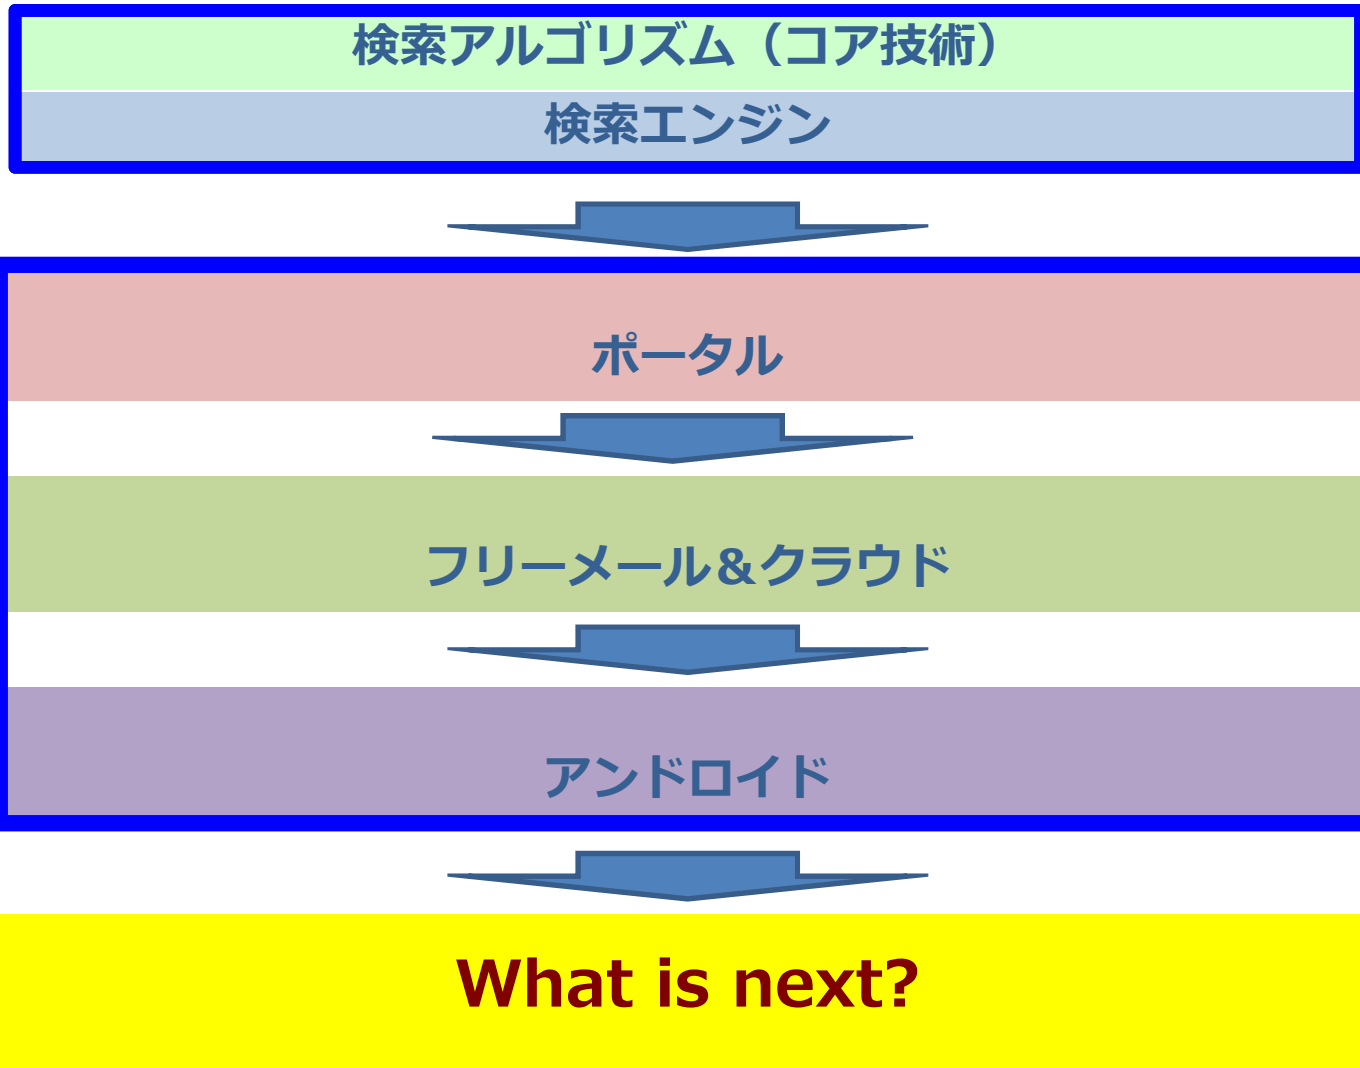 検索アルゴリズム（コア技術）
検索エンジン
ポータル
フリーメール＆クラウド
アンドロイド
What is next?